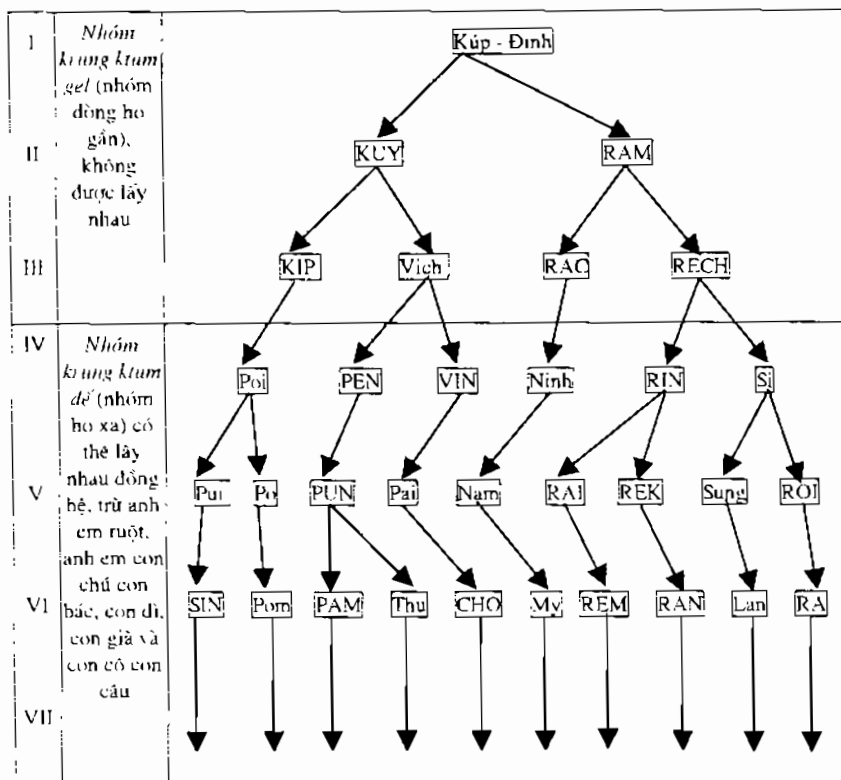 I
Nhóm
krung ktum
gel (nhóm
dòng họ
gần),
không
được lấy
nhau
Kúp - Đinh
II
KUY RAM
III
KIP Vich RAC RECH
IV
Nhóm
krung ktum
dế (nhóm
họ xa) có
thể lấy
nhau đồng
hệ, trừ anh
em ruột,
anh em con
chú con
bác, con dì,
con già và
con cô con
cậu
Poi PEN VIN Ninh RIN Si
V
Pui Po PUN Pai Nam RAI REK Sung ROI
VI
SIN Pom PAM Thu CHO My REM RAN Lan RA
VII